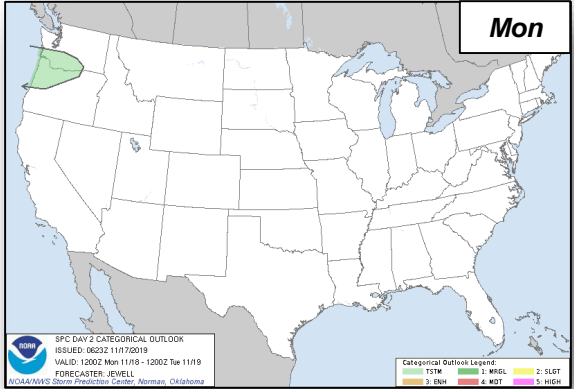 Mon
SPC DAY 2 CATEGORICAL OUTLOOK
ISSUED: 0623Z 11/17/2019
VALID: 1200Z Mon 11/18 - 1200Z Tue 11/19
FORECASTER: JEWELL
NOAA/NWS Storm Prediction Center, Norman, Oklahoma
NOAA
Categorical Outlook Legend:
TSTM 1: MRGL 2: SLGT
3: ENH 4: MDT 5: HIGH